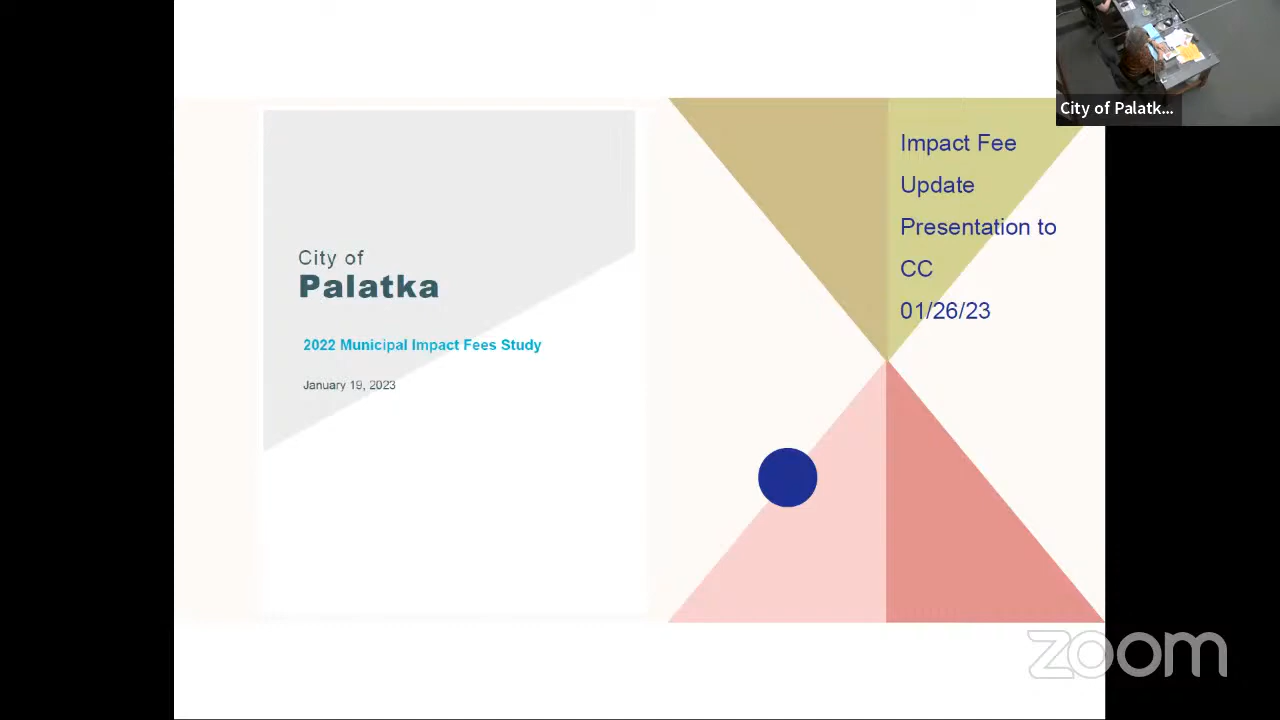 City of Palatk...
Impact Fee
Update
Presentation to
CC
01/26/23
City of
Palatka
2022 Municipal Impact Fees Study
January 19, 2023
zoom